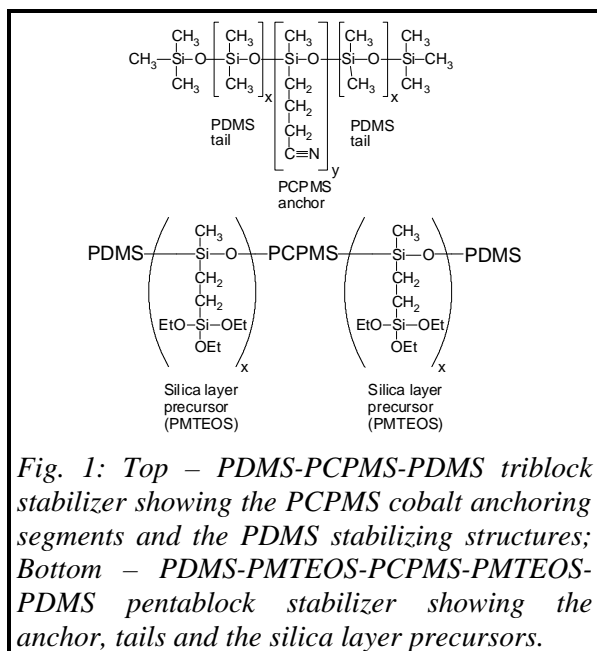 CH₃ CH₃ CH₃ CH₃ CH₃
CH₃—Si—O—Si—O—Si—O—Si—O—Si—CH₃
CH₃ CH₃ CH₂ CH₃ CH₃
x CH₂ x
PDMS CH₂ PDMS
tail C≡N tail
y
PCPMS
anchor
CH₃ CH₃
PDMS—Si—O—PCPMS—Si—O—PDMS
CH₂ CH₂
CH₂ CH₂
EtO—Si—OEt EtO—Si—OEt
OEt OEt
x x
Silica layer Silica layer
precursor precursor
(PMTEOS) (PMTEOS)
Fig. 1: Top – PDMS-PCPMS-PDMS triblock
stabilizer showing the PCPMS cobalt anchoring
segments and the PDMS stabilizing structures;
Bottom – PDMS-PMTEOS-PCPMS-PMTEOS-
PDMS pentablock stabilizer showing the
anchor, tails and the silica layer precursors.